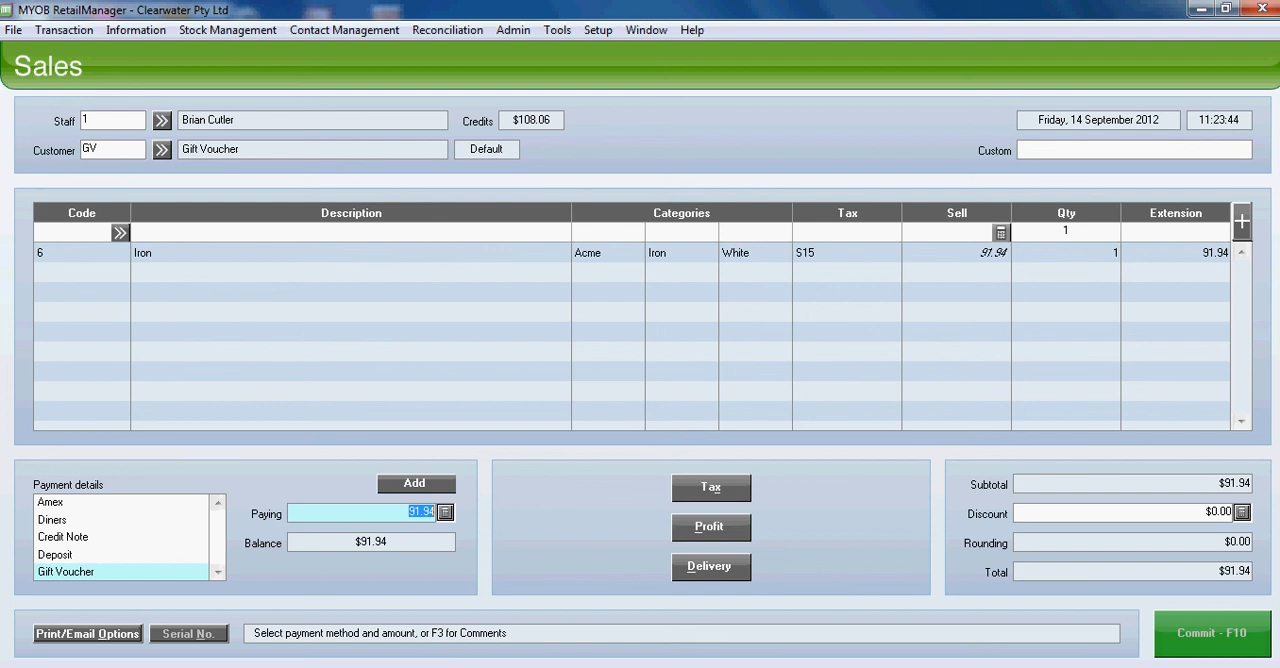 MYOB RetailManager - Clearwater Pty Ltd
File Transaction Information Stock Management Contact Management Reconciliation Admin Tools Setup Window Help
Sales
Staff 1 Brian Cutler Credits $108.06 Friday, 14 September 2012 11:23:44
Customer GV Gift Voucher Default Custom
Code Description Categories Tax Sell Qty Extension +
1
6 Iron Acme Iron White S15 91.94 1 91.94
Payment details Add
Amex
Diners
Credit Note
Deposit
Gift Voucher
Paying 91.94
Balance $91.94
Tax
Profit
Delivery
Subtotal $91.94
Discount $0.00
Rounding $0.00
Total $91.94
Print/Email Options Serial No. Select payment method and amount, or F3 for Comments Commit - F10